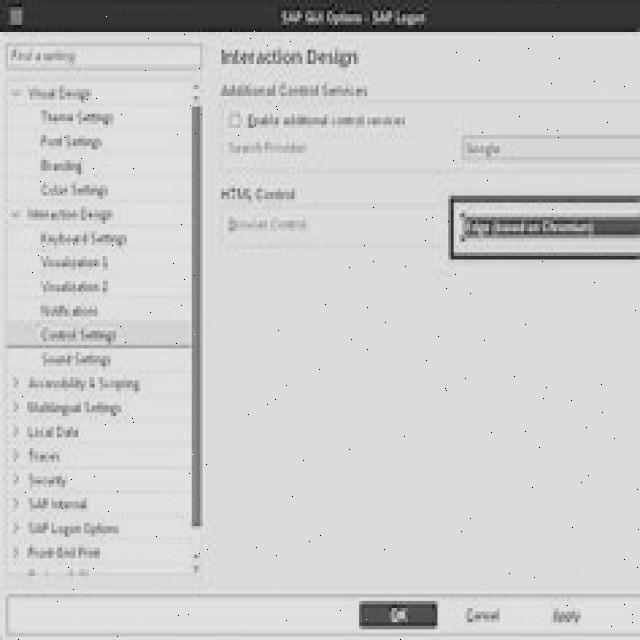 SAP GUI Options - SAP Logon
Find a setting
Visual Design
Theme Settings
Font Settings
Branding
Color Settings
Interaction Design
Keyboard Settings
Visualization 1
Visualization 2
Notifications
Control Settings
Sound Settings
Accessibility & Scripting
Multilingual Settings
Local Data
Traces
Security
SAP Internal
SAP Logon Options
Front End Print
Interaction Design
Additional Control Services
Enable additional control services
Search Provider:
Google
HTML Control
Browser Control:
Edge (based on Chromium)
OK
Cancel
Apply